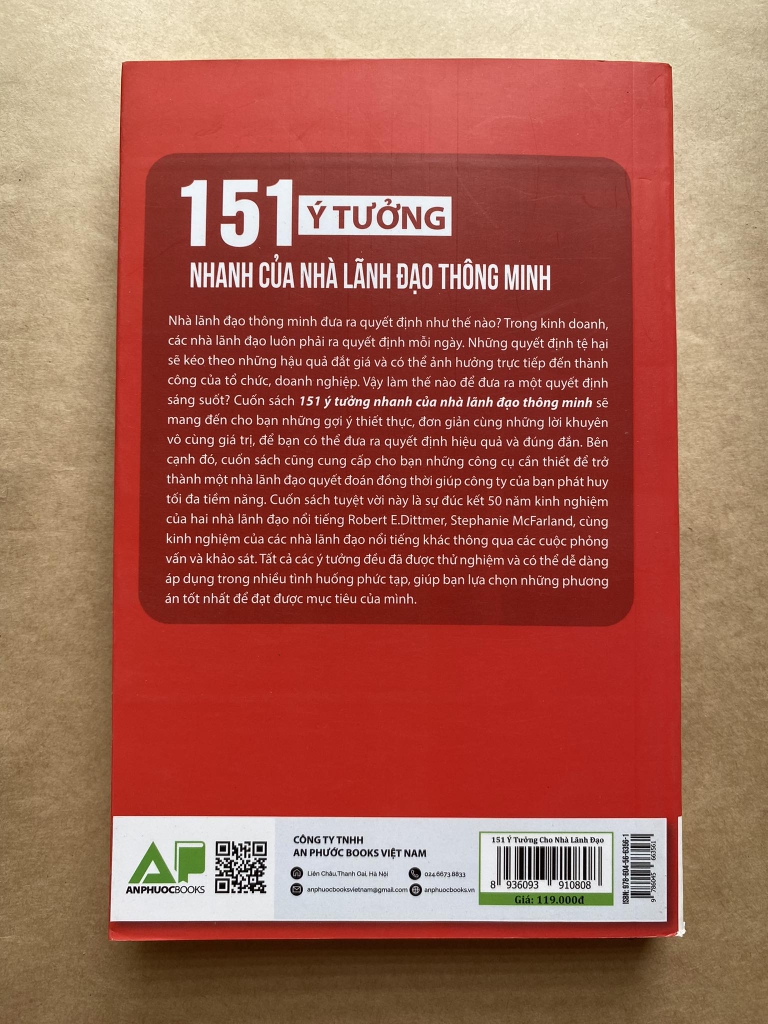 151 Ý TƯỞNG
NHANH CỦA NHÀ LÃNH ĐẠO THÔNG MINH
Nhà lãnh đạo thông minh đưa ra quyết định như thế nào? Trong kinh doanh,
các nhà lãnh đạo luôn phải ra quyết định mỗi ngày. Những quyết định tệ hại
sẽ kéo theo những hậu quả đắt giá và có thể ảnh hưởng trực tiếp đến thành
công của tổ chức, doanh nghiệp. Vậy làm thế nào để đưa ra một quyết định
sáng suốt? Cuốn sách 151 ý tưởng nhanh của nhà lãnh đạo thông minh sẽ
mang đến cho bạn những gợi ý thiết thực, đơn giản cùng những lời khuyên
vô cùng giá trị, để bạn có thể đưa ra quyết định hiệu quả và đúng đắn. Bên
cạnh đó, cuốn sách cũng cung cấp cho bạn những công cụ cần thiết để trở
thành một nhà lãnh đạo quyết đoán đồng thời giúp công ty của bạn phát huy
tối đa tiềm năng. Cuốn sách tuyệt vời này là sự đúc kết 50 năm kinh nghiệm
của hai nhà lãnh đạo nổi tiếng Robert E.Dittmer, Stephanie McFarland, cùng
kinh nghiệm của các nhà lãnh đạo nổi tiếng khác thông qua các cuộc phỏng
vấn và khảo sát. Tất cả các ý tưởng đều đã được thử nghiệm và có thể dễ dàng
áp dụng trong nhiều tình huống phức tạp, giúp bạn lựa chọn những phương
án tốt nhất để đạt được mục tiêu của mình.
AP
ANPHUOCBOOKS
CÔNG TY TNHH
AN PHƯỚC BOOKS VIỆT NAM
Liên Châu,Thanh Oai, Hà Nội
024.6673.8833
anphuocbooksvietnam@gmail.com
anphuocbooks.vn
151 Ý Tưởng Cho Nhà Lãnh Đạo
8 936093 910808
Giá: 119.000đ
ISBN: 978-604-56-6356-1
9 786045 663561